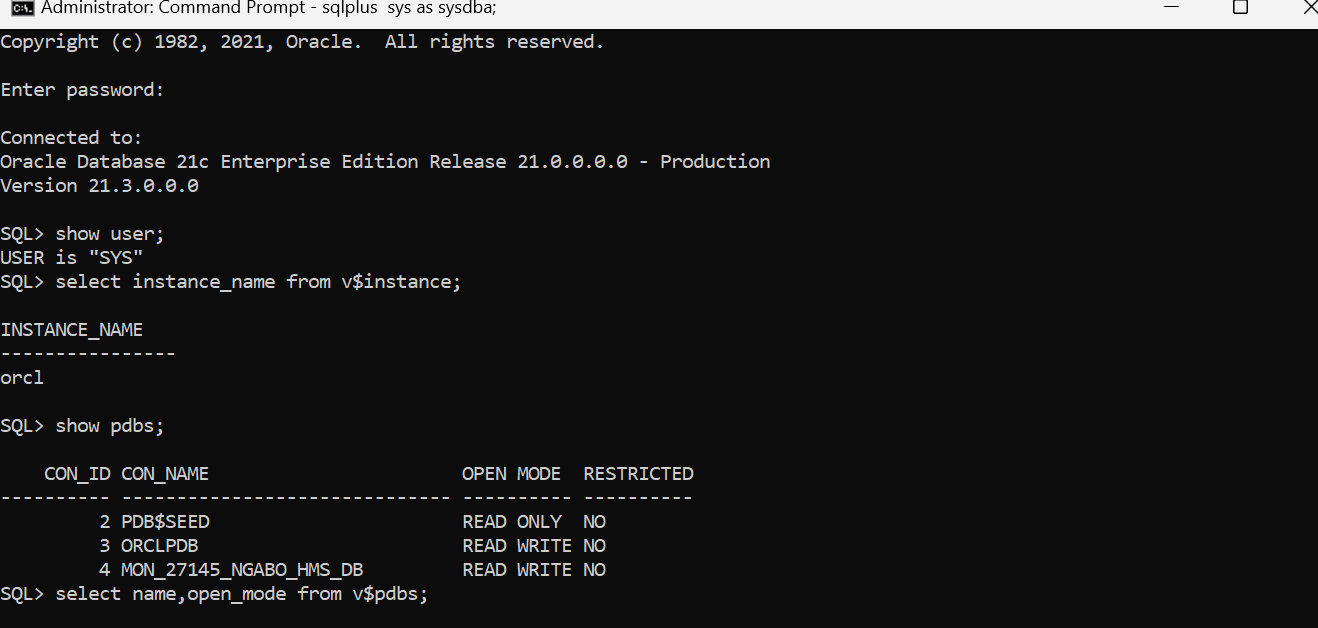 Administrator: Command Prompt - sqlplus  sys as sysdba;
Copyright (c) 1982, 2021, Oracle.  All rights reserved.
Enter password:
Connected to:
Oracle Database 21c Enterprise Edition Release 21.0.0.0.0 - Production
Version 21.3.0.0.0
SQL> show user;
USER is "SYS"
SQL> select instance_name from v$instance;
INSTANCE_NAME
----------------
orcl
SQL> show pdbs;
    CON_ID CON_NAME                       OPEN MODE  RESTRICTED
---------- ------------------------------ ---------- ----------
         2 PDB$SEED                       READ ONLY  NO
         3 ORCLPDB                        READ WRITE NO
         4 MON_27145_NGABO_HMS_DB         READ WRITE NO
SQL> select name,open_mode from v$pdbs;